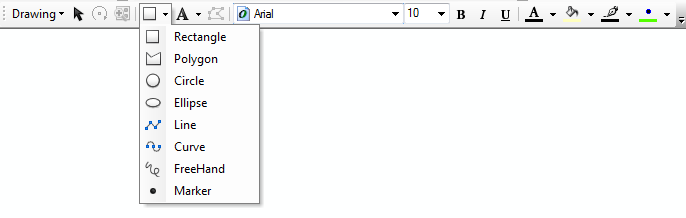 Drawing A Arial 10 B I U A
Rectangle
Polygon
Circle
Ellipse
Line
Curve
FreeHand
Marker